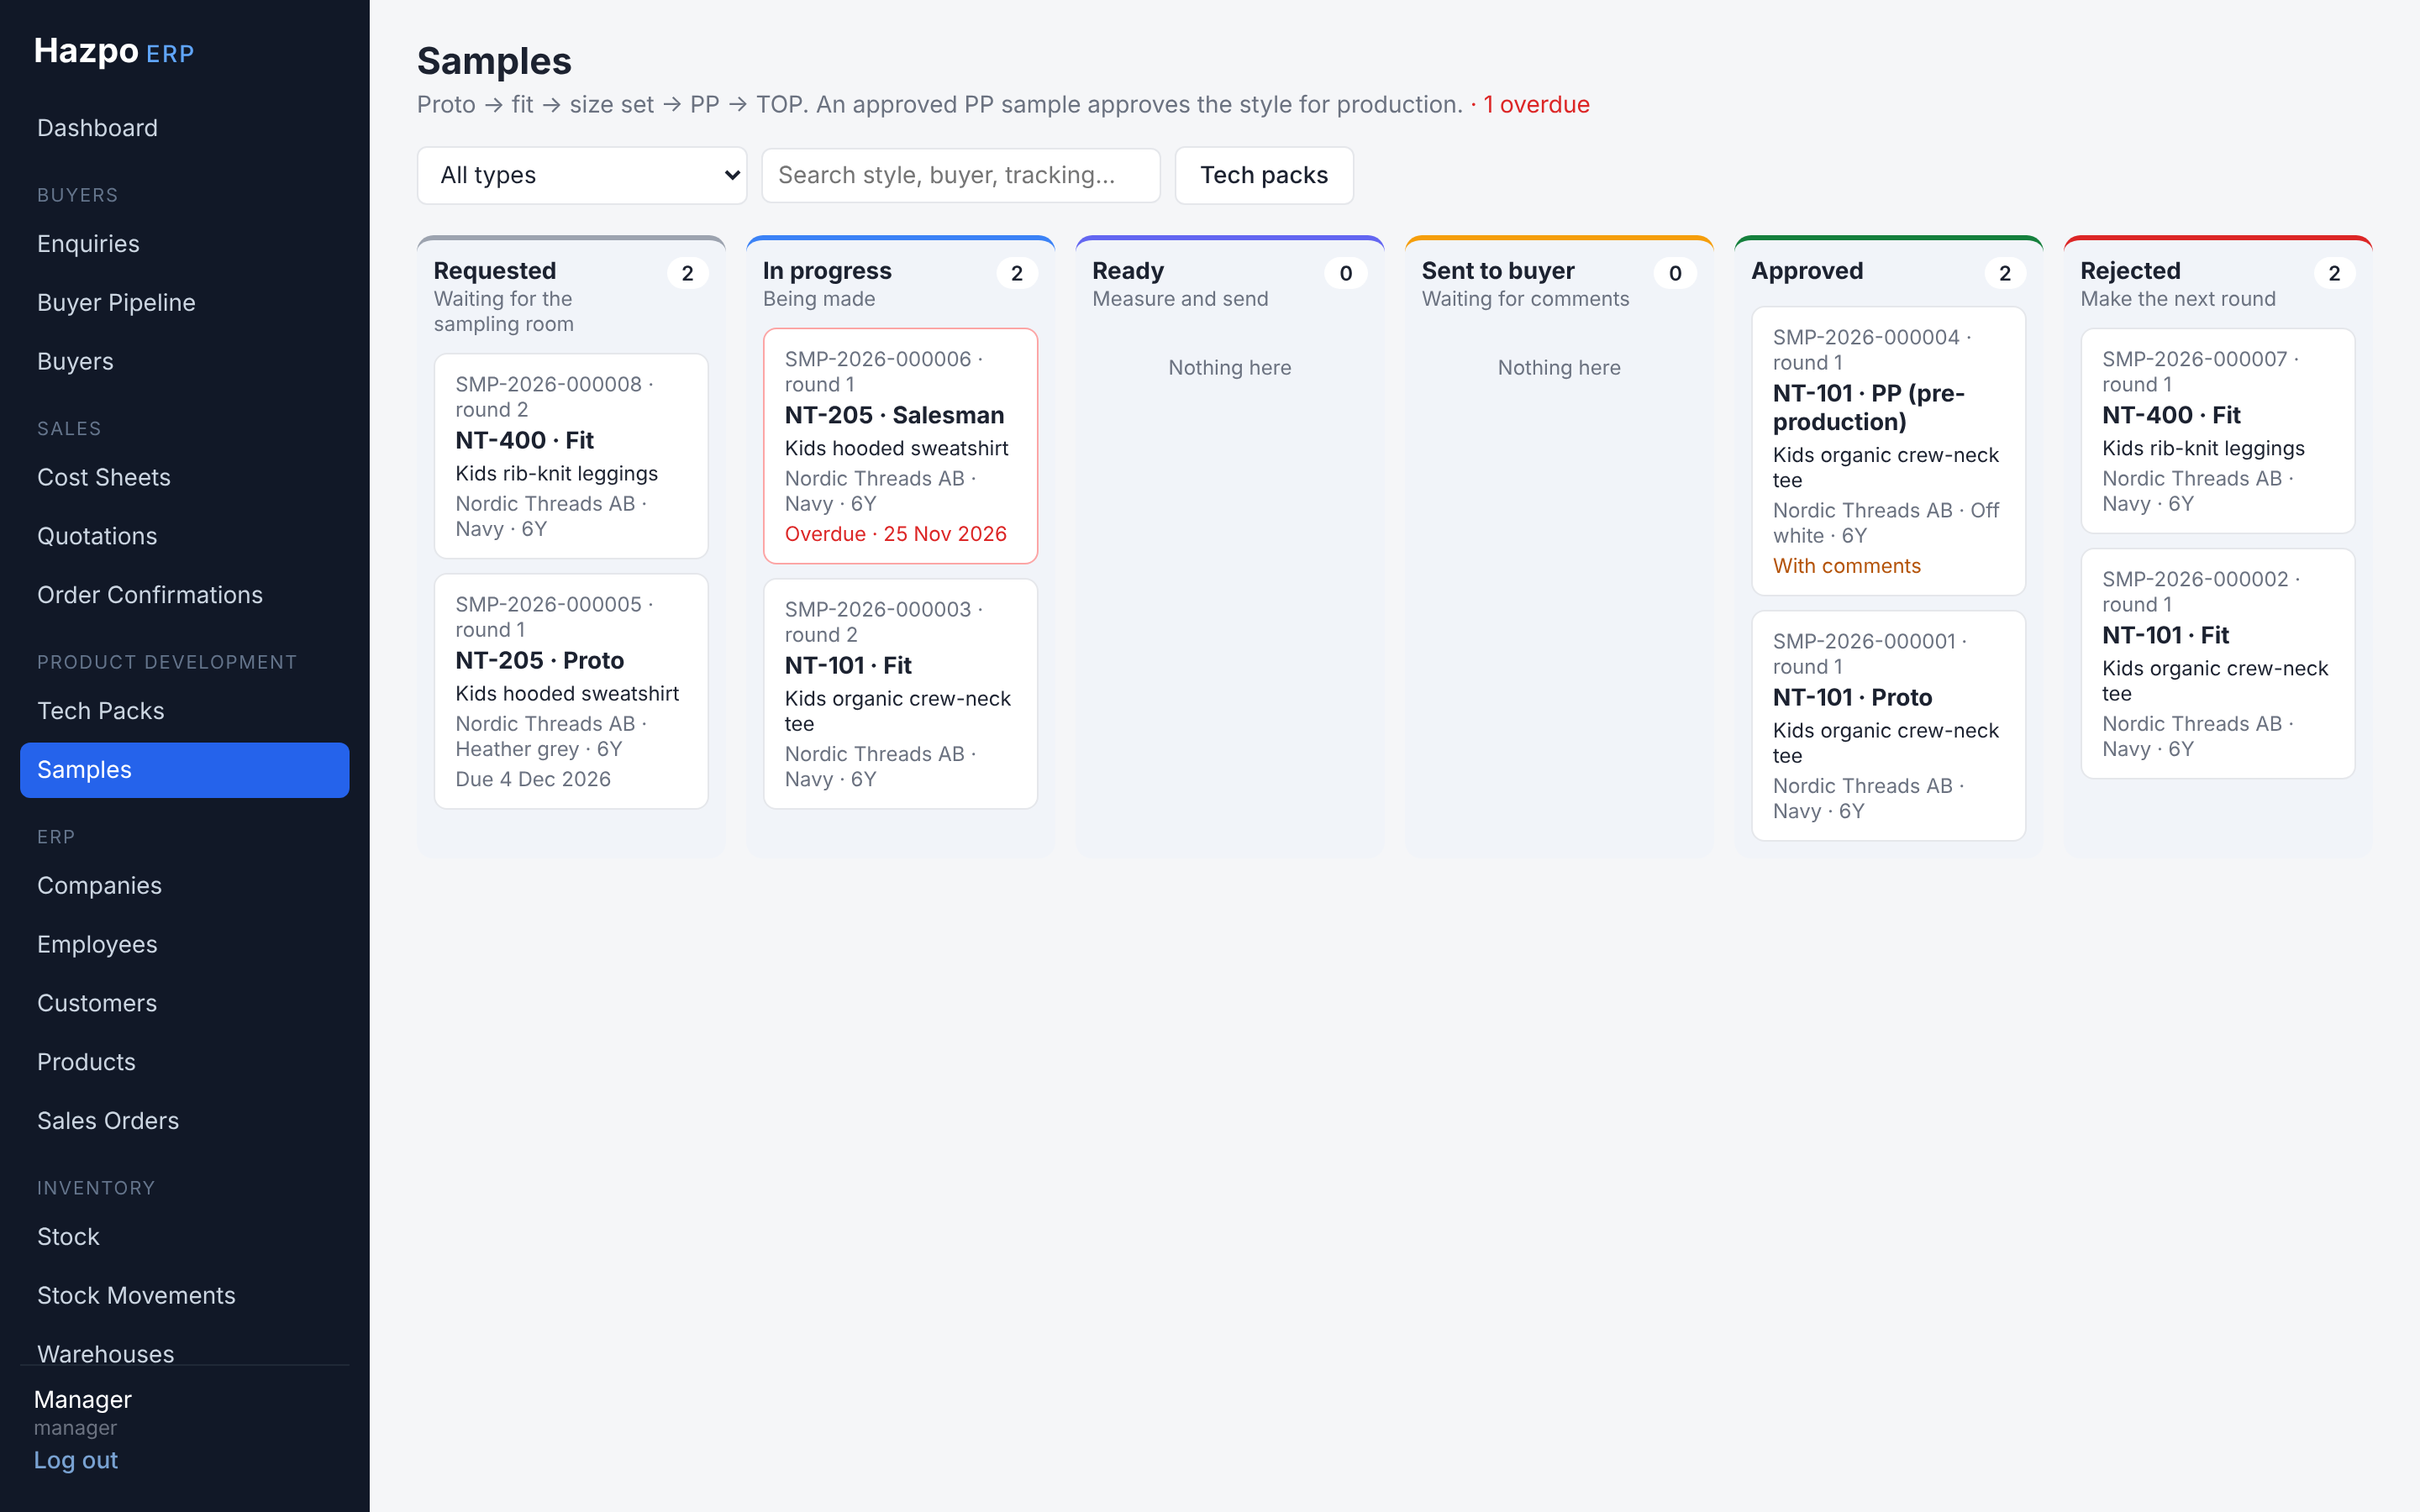 Hazpo ERP
Dashboard
BUYERS
Enquiries
Buyer Pipeline
Buyers
SALES
Cost Sheets
Quotations
Order Confirmations
PRODUCT DEVELOPMENT
Tech Packs
Samples
ERP
Companies
Employees
Customers
Products
Sales Orders
INVENTORY
Stock
Stock Movements
Warehouses
Manager
manager
Log out
Samples
Proto → fit → size set → PP → TOP. An approved PP sample approves the style for production. · 1 overdue
All types
Search style, buyer, tracking...
Tech packs
Requested 2
Waiting for the
sampling room
SMP-2026-000008 ·
round 2
NT-400 · Fit
Kids rib-knit leggings
Nordic Threads AB ·
Navy · 6Y
SMP-2026-000005 ·
round 1
NT-205 · Proto
Kids hooded sweatshirt
Nordic Threads AB ·
Heather grey · 6Y
Due 4 Dec 2026
In progress 2
Being made
SMP-2026-000006 ·
round 1
NT-205 · Salesman
Kids hooded sweatshirt
Nordic Threads AB ·
Navy · 6Y
Overdue · 25 Nov 2026
SMP-2026-000003 ·
round 2
NT-101 · Fit
Kids organic crew-neck
tee
Nordic Threads AB ·
Navy · 6Y
Ready 0
Measure and send
Nothing here
Sent to buyer 0
Waiting for comments
Nothing here
Approved 2
SMP-2026-000004 ·
round 1
NT-101 · PP (pre-
production)
Kids organic crew-neck
tee
Nordic Threads AB · Off
white · 6Y
With comments
SMP-2026-000001 ·
round 1
NT-101 · Proto
Kids organic crew-neck
tee
Nordic Threads AB ·
Navy · 6Y
Rejected 2
Make the next round
SMP-2026-000007 ·
round 1
NT-400 · Fit
Kids rib-knit leggings
Nordic Threads AB ·
Navy · 6Y
SMP-2026-000002 ·
round 1
NT-101 · Fit
Kids organic crew-neck
tee
Nordic Threads AB ·
Navy · 6Y